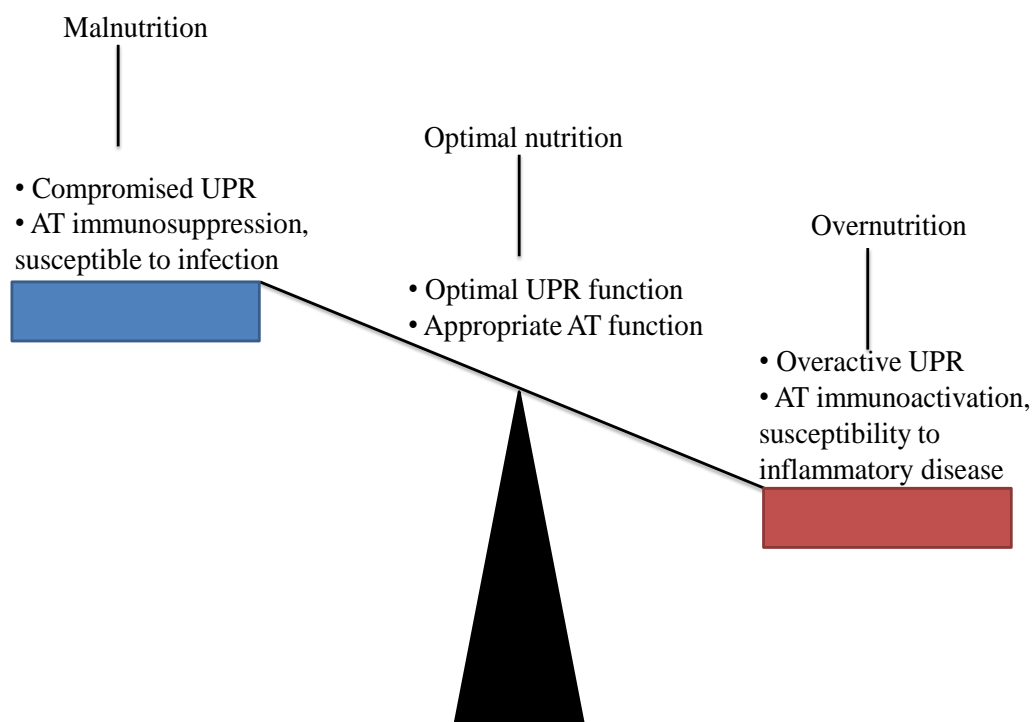 Malnutrition
• Compromised UPR
• AT immunosuppression,
susceptible to infection
Optimal nutrition
• Optimal UPR function
• Appropriate AT function
Overnutrition
• Overactive UPR
• AT immunoactivation,
susceptibility to
inflammatory disease